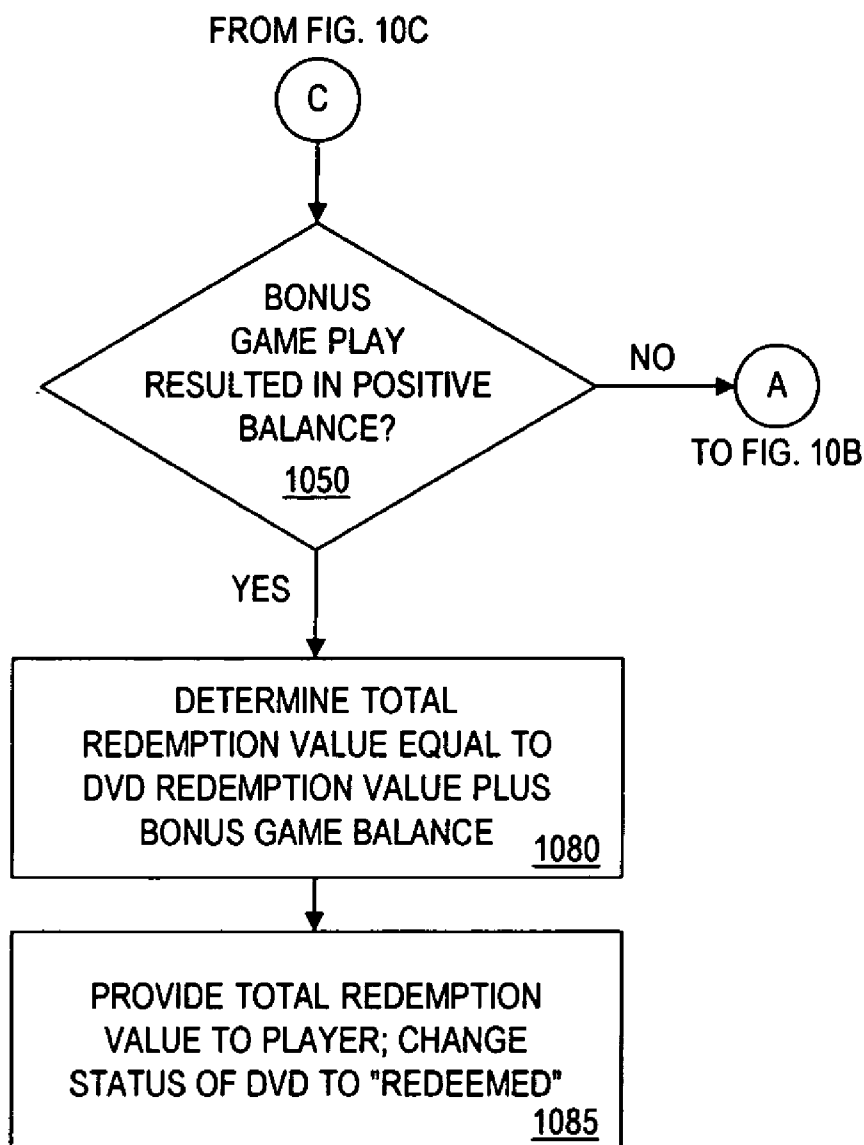 FROM FIG. 10C
C
BONUS
GAME PLAY
RESULTED IN POSITIVE
BALANCE?
1050
NO
A
TO FIG. 10B
YES
DETERMINE TOTAL
REDEMPTION VALUE EQUAL TO
DVD REDEMPTION VALUE PLUS
BONUS GAME BALANCE
1080
PROVIDE TOTAL REDEMPTION
VALUE TO PLAYER; CHANGE
STATUS OF DVD TO "REDEEMED"
1085